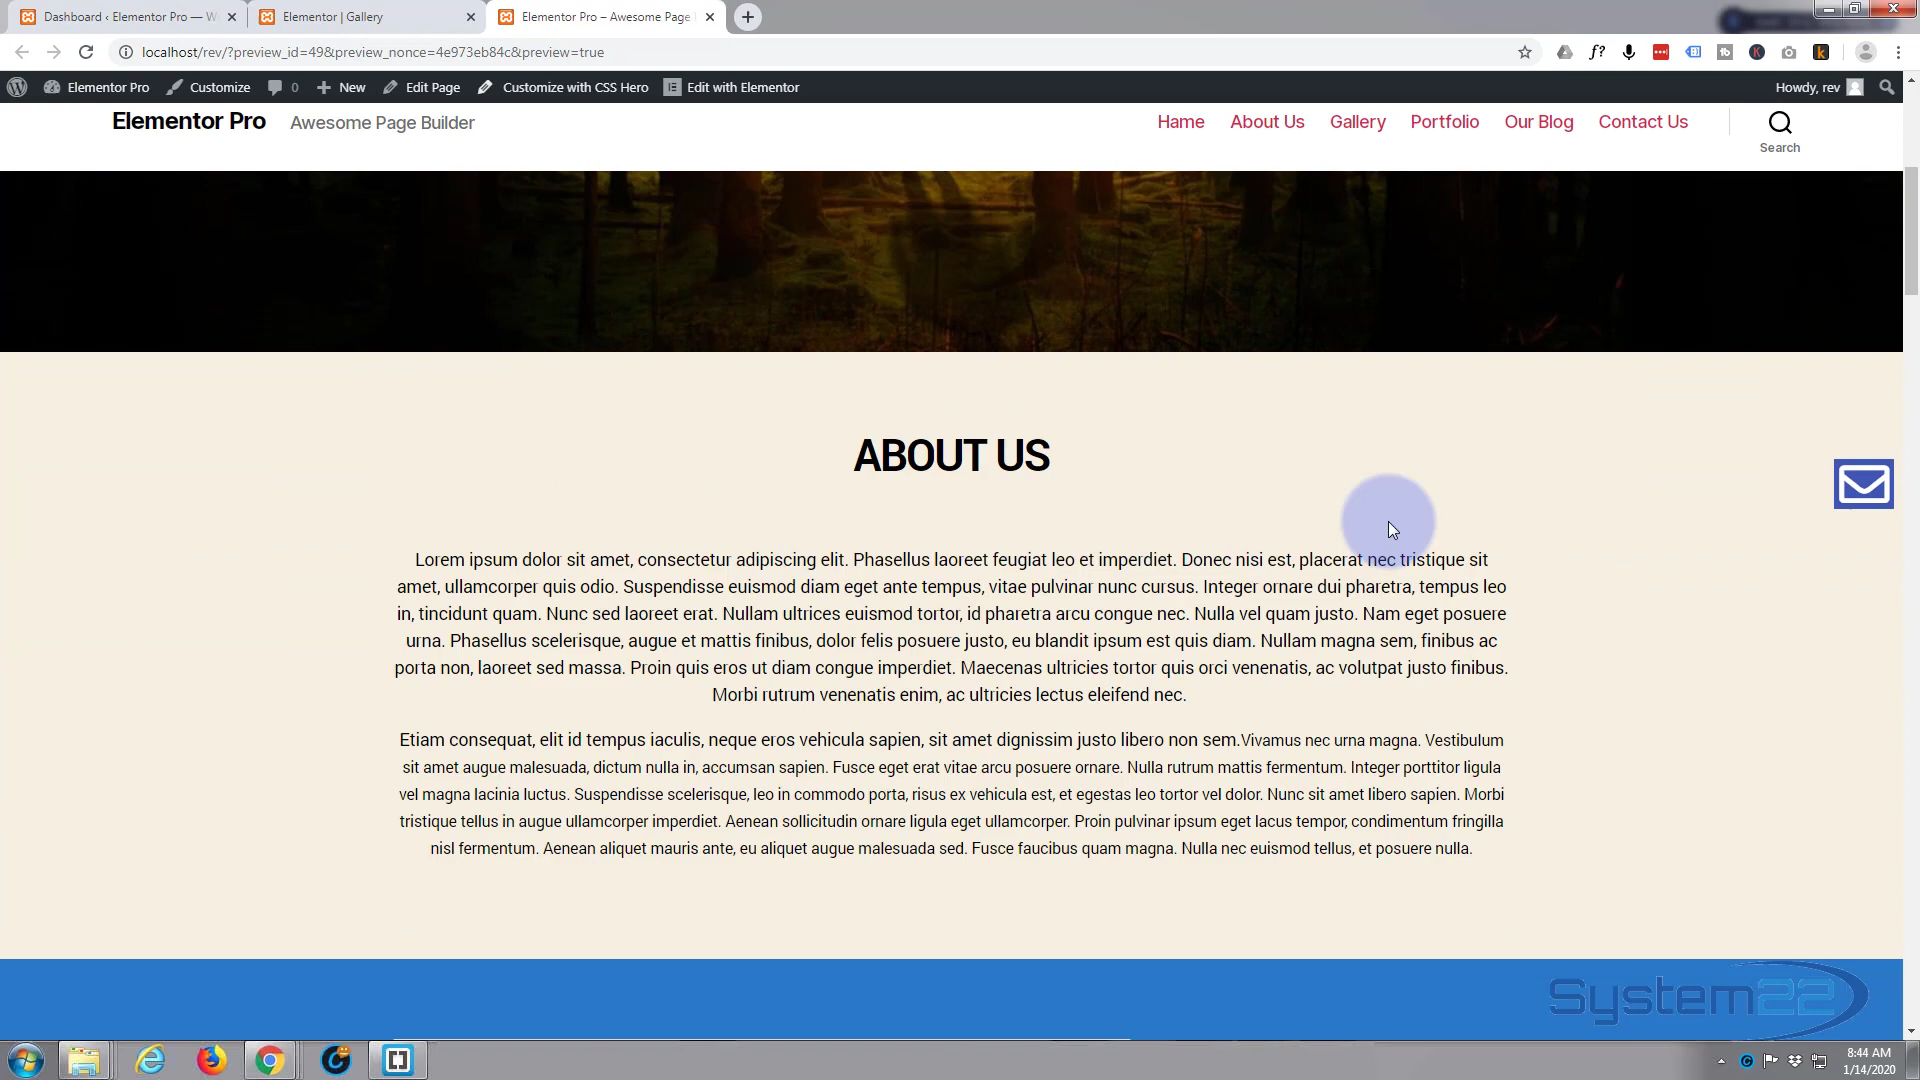 Dashboard ‹ Elementor Pro — W
Elementor | Gallery
Elementor Pro – Awesome Page
localhost/rev/?preview_id=49&preview_nonce=4e973eb84c&preview=true
Elementor Pro
Customize
0
New
Edit Page
Customize with CSS Hero
Edit with Elementor
Howdy, rev
Elementor Pro
Awesome Page Builder
Hame
About Us
Gallery
Portfolio
Our Blog
Contact Us
Search
ABOUT US
Lorem ipsum dolor sit amet, consectetur adipiscing elit. Phasellus laoreet feugiat leo et imperdiet. Donec nisi est, placerat nec tristique sit
amet, ullamcorper quis odio. Suspendisse euismod diam eget ante tempus, vitae pulvinar nunc cursus. Integer ornare dui pharetra, tempus leo
in, tincidunt quam. Nunc sed laoreet erat. Nullam ultrices euismod tortor, id pharetra arcu congue nec. Nulla vel quam justo. Nam eget posuere
urna. Phasellus scelerisque, augue et mattis finibus, dolor felis posuere justo, eu blandit ipsum est quis diam. Nullam magna sem, finibus ac
porta non, laoreet sed massa. Proin quis eros ut diam congue imperdiet. Maecenas ultricies tortor quis orci venenatis, ac volutpat justo finibus.
Morbi rutrum venenatis enim, ac ultricies lectus eleifend nec.
Etiam consequat, elit id tempus iaculis, neque eros vehicula sapien, sit amet dignissim justo libero non sem.Vivamus nec urna magna. Vestibulum
sit amet augue malesuada, dictum nulla in, accumsan sapien. Fusce eget erat vitae arcu posuere ornare. Nulla rutrum mattis fermentum. Integer porttitor ligula
vel magna lacinia luctus. Suspendisse scelerisque, leo in commodo porta, risus ex vehicula est, et egestas leo tortor vel dolor. Nunc sit amet libero sapien. Morbi
tristique tellus in augue ullamcorper imperdiet. Aenean sollicitudin ornare ligula eget ullamcorper. Proin pulvinar ipsum eget lacus tempor, condimentum fringilla
nisl fermentum. Aenean aliquet mauris ante, eu aliquet augue malesuada sed. Fusce faucibus quam magna. Nulla nec euismod tellus, et posuere nulla.
System22
8:44 AM
1/14/2020